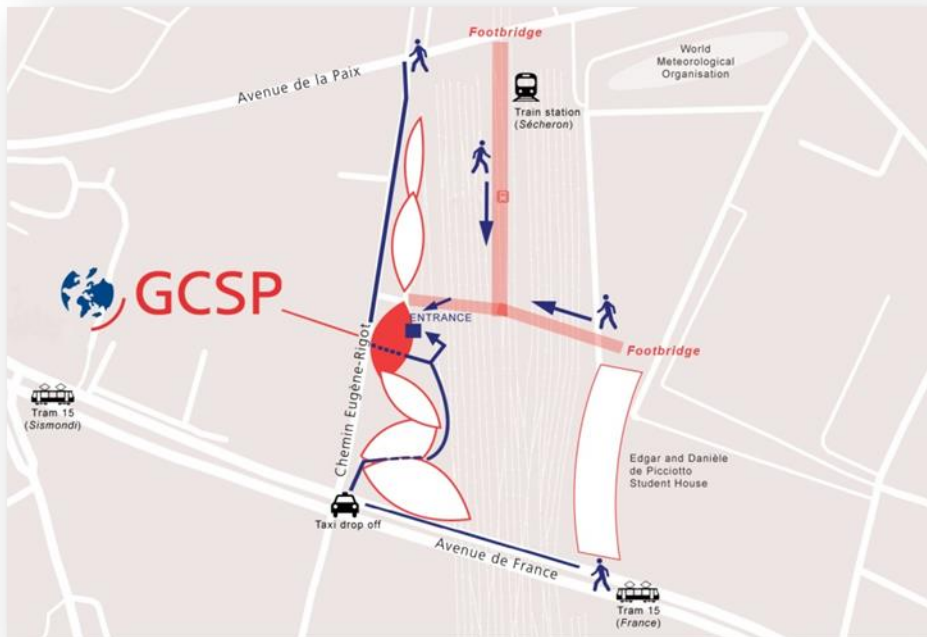 Footbridge
World
Meteorological
Organisation
Avenue de la Paix
Train station
(Sécheron)
GCSP
ENTRANCE
Chemin Eugène-Rigot
Footbridge
Tram 15
(Sismondi)
Edgar and Danièle
de Picciotto
Student House
Taxi drop off
Avenue de France
Tram 15
(France)